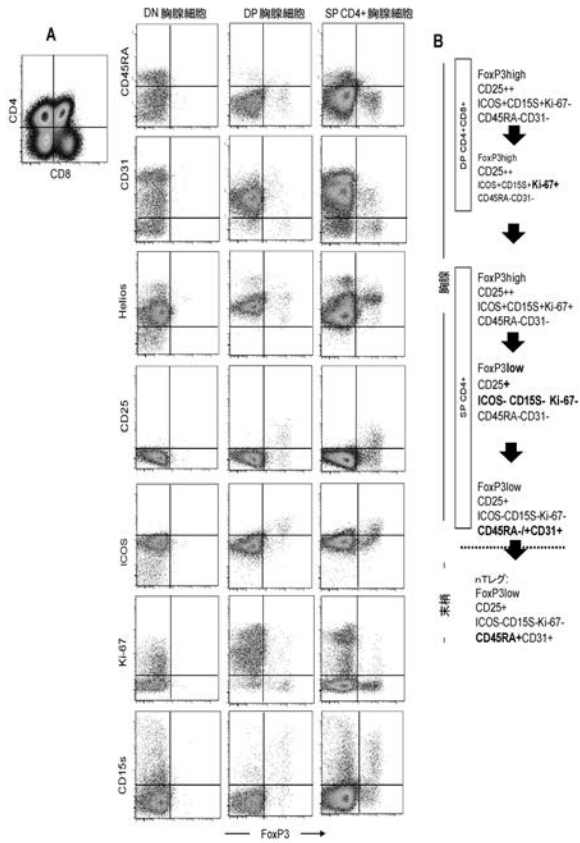 A
CD4
CD8
DN 胸腺細胞
DP 胸腺細胞
SP CD4+ 胸腺細胞
CD45RA
CD31
Helios
CD25
ICOS
Ki-67
CD15s
FoxP3
B
DP CD4+CD8+
FoxP3high
CD25++
ICOS+CD15S+Ki-67-
CD45RA-CD31-
FoxP3high
CD25++
ICOS+CD15S+Ki-67+
CD45RA-CD31-
胸腺
SP CD4+
FoxP3high
CD25++
ICOS+CD15S+Ki-67+
CD45RA-CD31-
FoxP3low
CD25+
ICOS- CD15S- Ki-67-
CD45RA-CD31-
FoxP3low
CD25+
ICOS-CD15S-Ki-67-
CD45RA-/+CD31+
末梢
nTレグ:
FoxP3low
CD25+
ICOS-CD15S-Ki-67-
CD45RA+CD31+